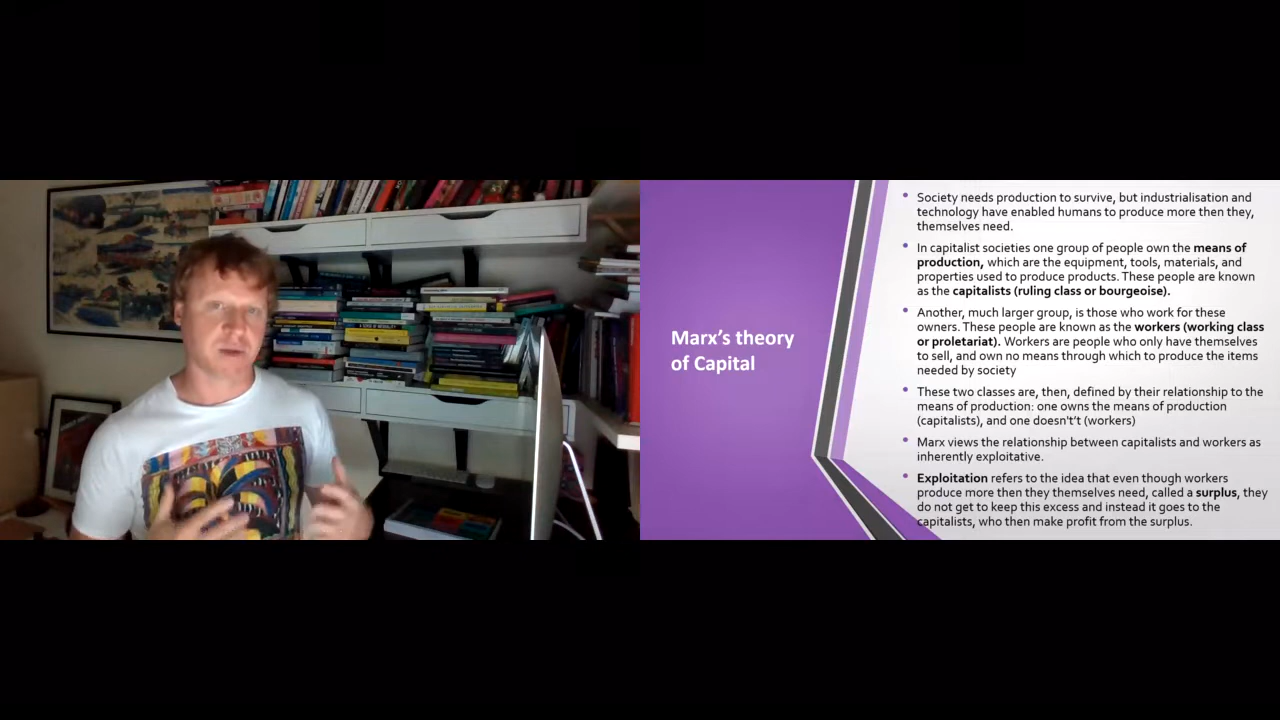 Marx's theory
of Capital
• Society needs production to survive, but industrialisation and
technology have enabled humans to produce more then they,
themselves need.
• In capitalist societies one group of people own the means of
production, which are the equipment, tools, materials, and
properties used to produce products. These people are known
as the capitalists (ruling class or bourgeoise).
• Another, much larger group, is those who work for these
owners. These people are known as the workers (working class
or proletariat). Workers are people who only have themselves
to sell, and own no means through which to produce the items
needed by society
• These two classes are, then, defined by their relationship to the
means of production: one owns the means of production
(capitalists), and one doesn't't (workers)
• Marx views the relationship between capitalists and workers as
inherently exploitative.
• Exploitation refers to the idea that even though workers
produce more then they themselves need, called a surplus, they
do not get to keep this excess and instead it goes to the
capitalists, who then make profit from the surplus.